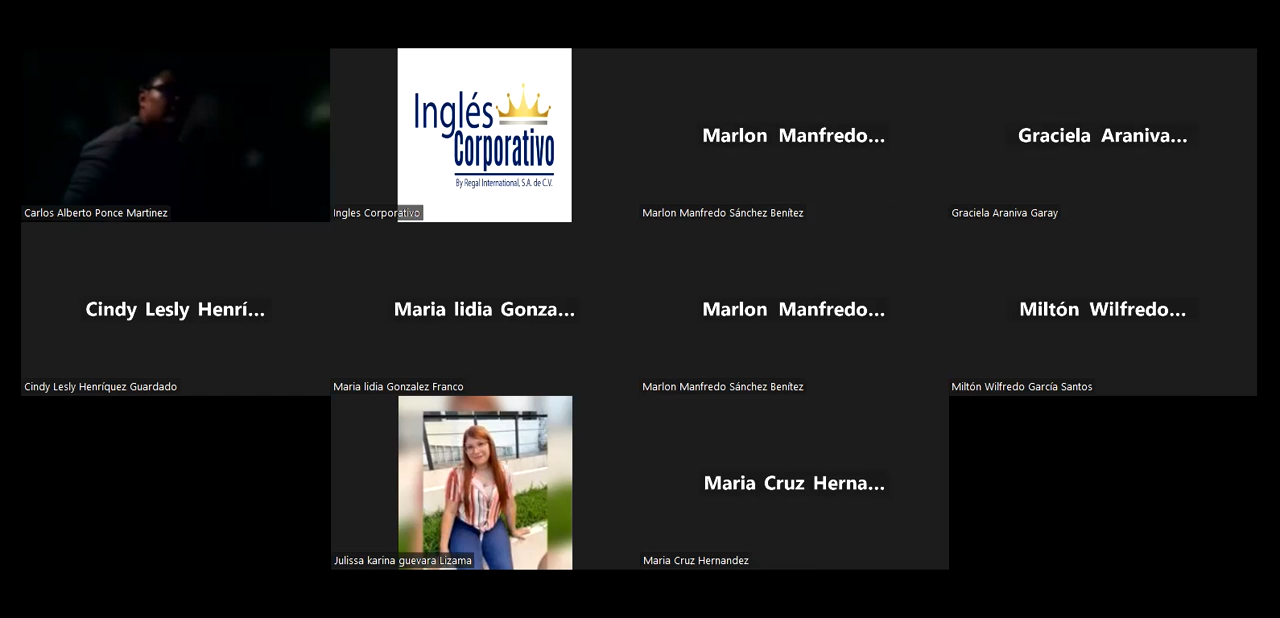 Inglés
Corporativo
By Regal International, S.A. de C.V.
Marlon Manfredo...
Graciela Araniva...
Carlos Alberto Ponce Martinez
Ingles Corporativo
Marlon Manfredo Sánchez Benítez
Graciela Araniva Garay
Cindy Lesly Henrí...
Maria lidia Gonza...
Marlon Manfredo...
Miltón Wilfredo...
Cindy Lesly Henríquez Guardado
Maria lidia Gonzalez Franco
Marlon Manfredo Sánchez Benítez
Miltón Wilfredo García Santos
Maria Cruz Herna...
Julissa karina guevara Lizama
Maria Cruz Hernandez